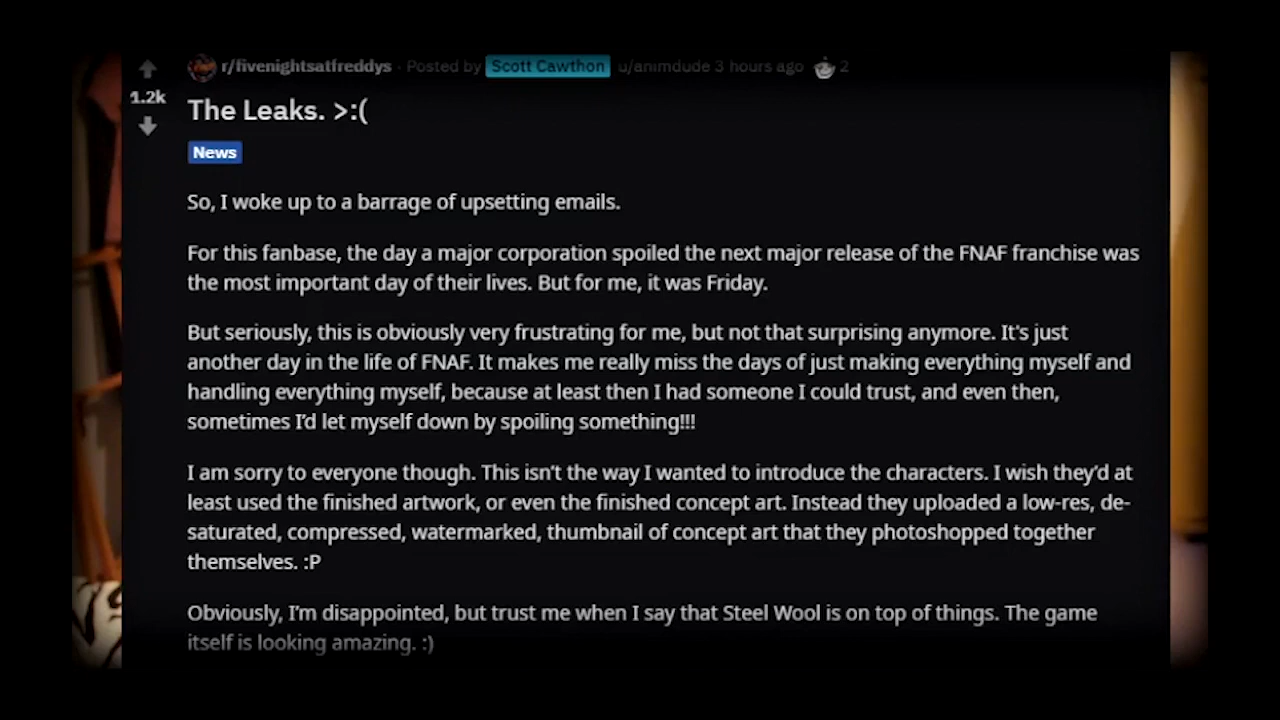 r/fivenightsatfreddys · Posted by Scott Cawthon u/animdude 3 hours ago 2
1.2k
The Leaks. >:(
News
So, I woke up to a barrage of upsetting emails.
For this fanbase, the day a major corporation spoiled the next major release of the FNAF franchise was
the most important day of their lives. But for me, it was Friday.
But seriously, this is obviously very frustrating for me, but not that surprising anymore. It's just
another day in the life of FNAF. It makes me really miss the days of just making everything myself and
handling everything myself, because at least then I had someone I could trust, and even then,
sometimes I'd let myself down by spoiling something!!!
I am sorry to everyone though. This isn't the way I wanted to introduce the characters. I wish they'd at
least used the finished artwork, or even the finished concept art. Instead they uploaded a low-res, de-
saturated, compressed, watermarked, thumbnail of concept art that they photoshopped together
themselves. :P
Obviously, I'm disappointed, but trust me when I say that Steel Wool is on top of things. The game
itself is looking amazing. :)